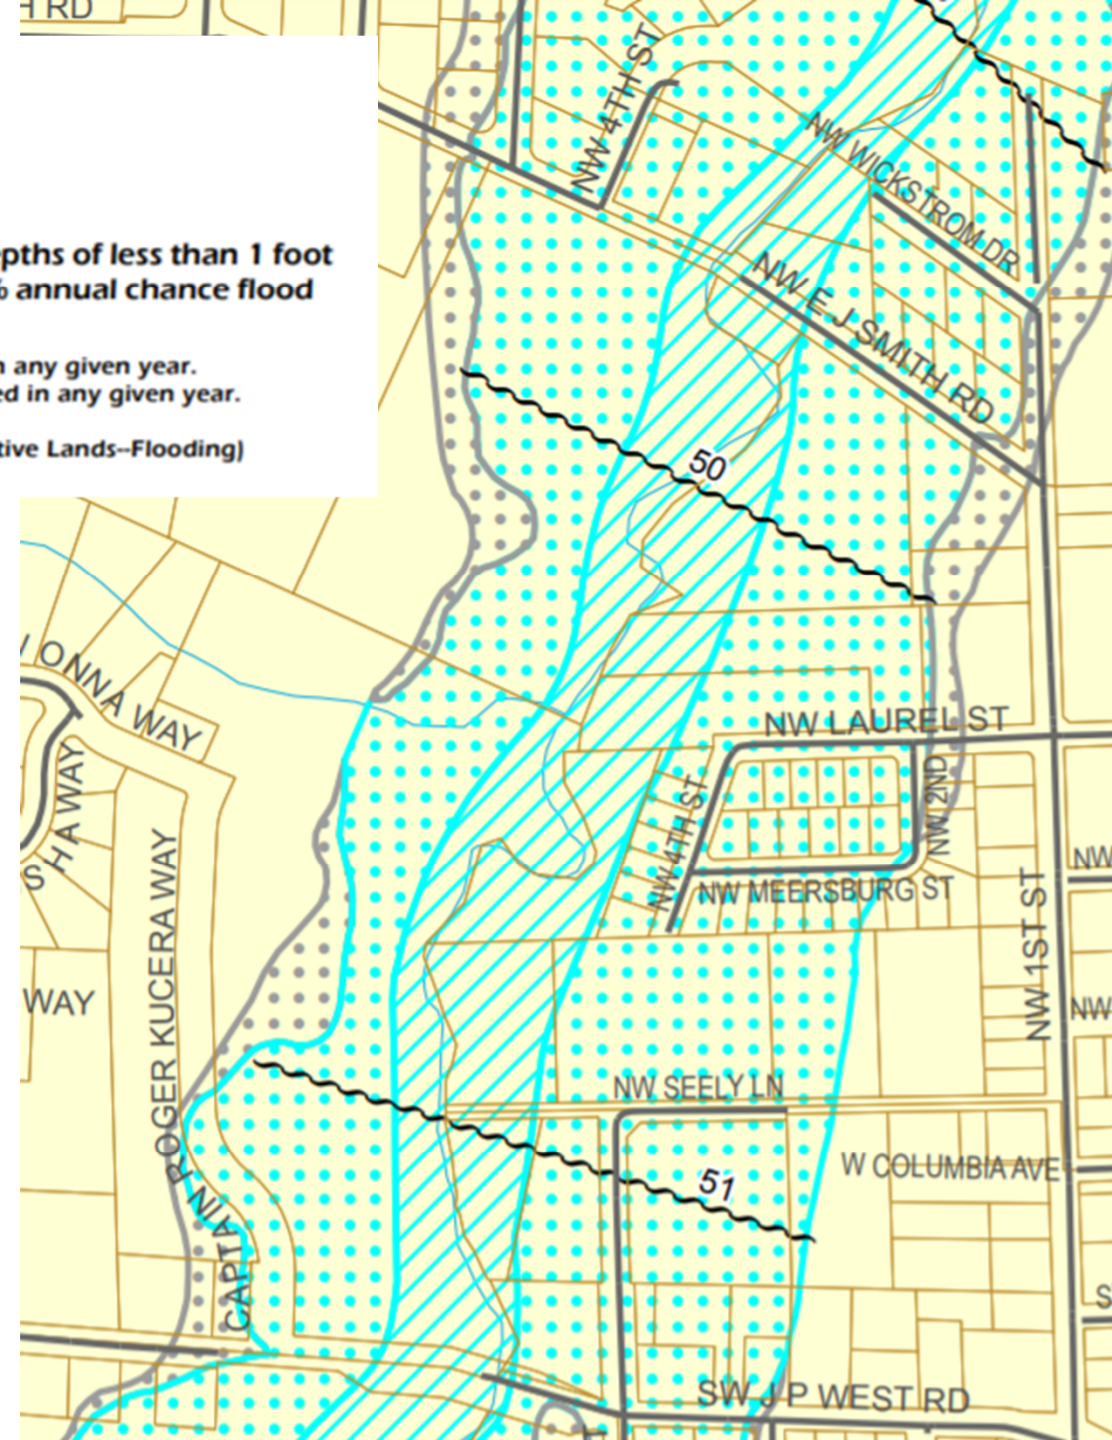 H RD
NW 4TH ST
NW WICKSTROM DR
pths of less than 1 foot
% annual chance flood
NW E J SMITH RD
n any given year.
ed in any given year.
tive Lands--Flooding)
50
ONNA WAY
NW LAUREL ST
SHA WAY
NW 4TH ST
NW 2ND
NW
NW MEERSBURG ST
CAPTAIN ROGER KUCERA WAY
NW 1ST ST
WAY
NW
NW SEELY LN
W COLUMBIA AVE
51
S
SW J P WEST RD